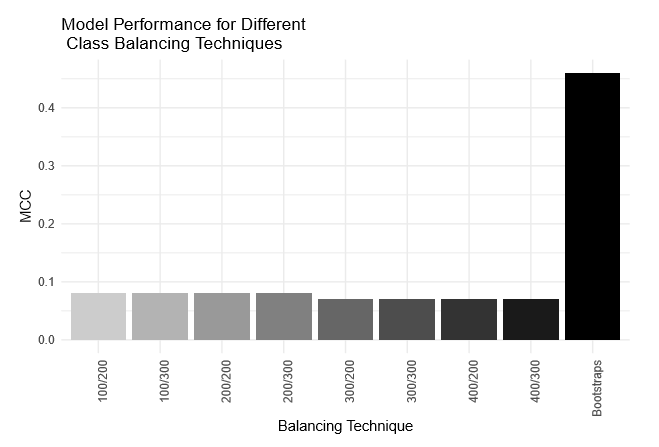 Model Performance for Different
Class Balancing Techniques
MCC
0.4
0.3
0.2
0.1
0.0
100/200
100/300
200/200
200/300
300/200
300/300
400/200
400/300
Bootstraps
Balancing Technique